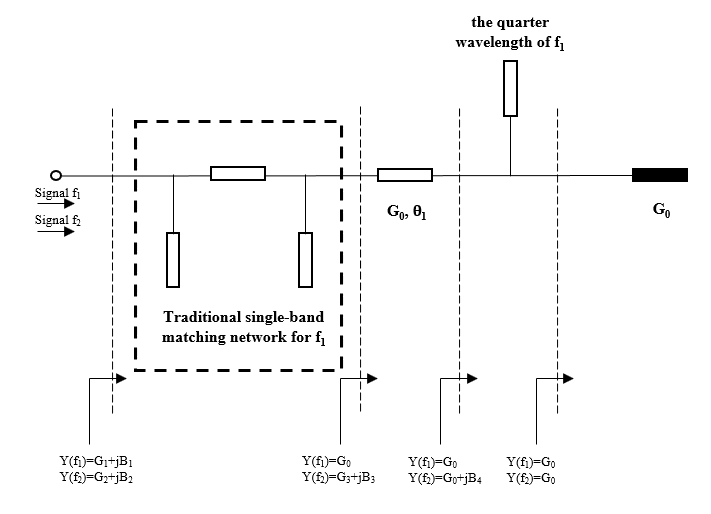 the quarter
wavelength of f₁
Signal f₁
Signal f₂
G₀, θ₁
G₀
Traditional single-band
matching network for f₁
Y(f₁)=G₁+jB₁
Y(f₂)=G₂+jB₂
Y(f₁)=G₀
Y(f₂)=G₃+jB₃
Y(f₁)=G₀
Y(f₂)=G₀+jB₄
Y(f₁)=G₀
Y(f₂)=G₀